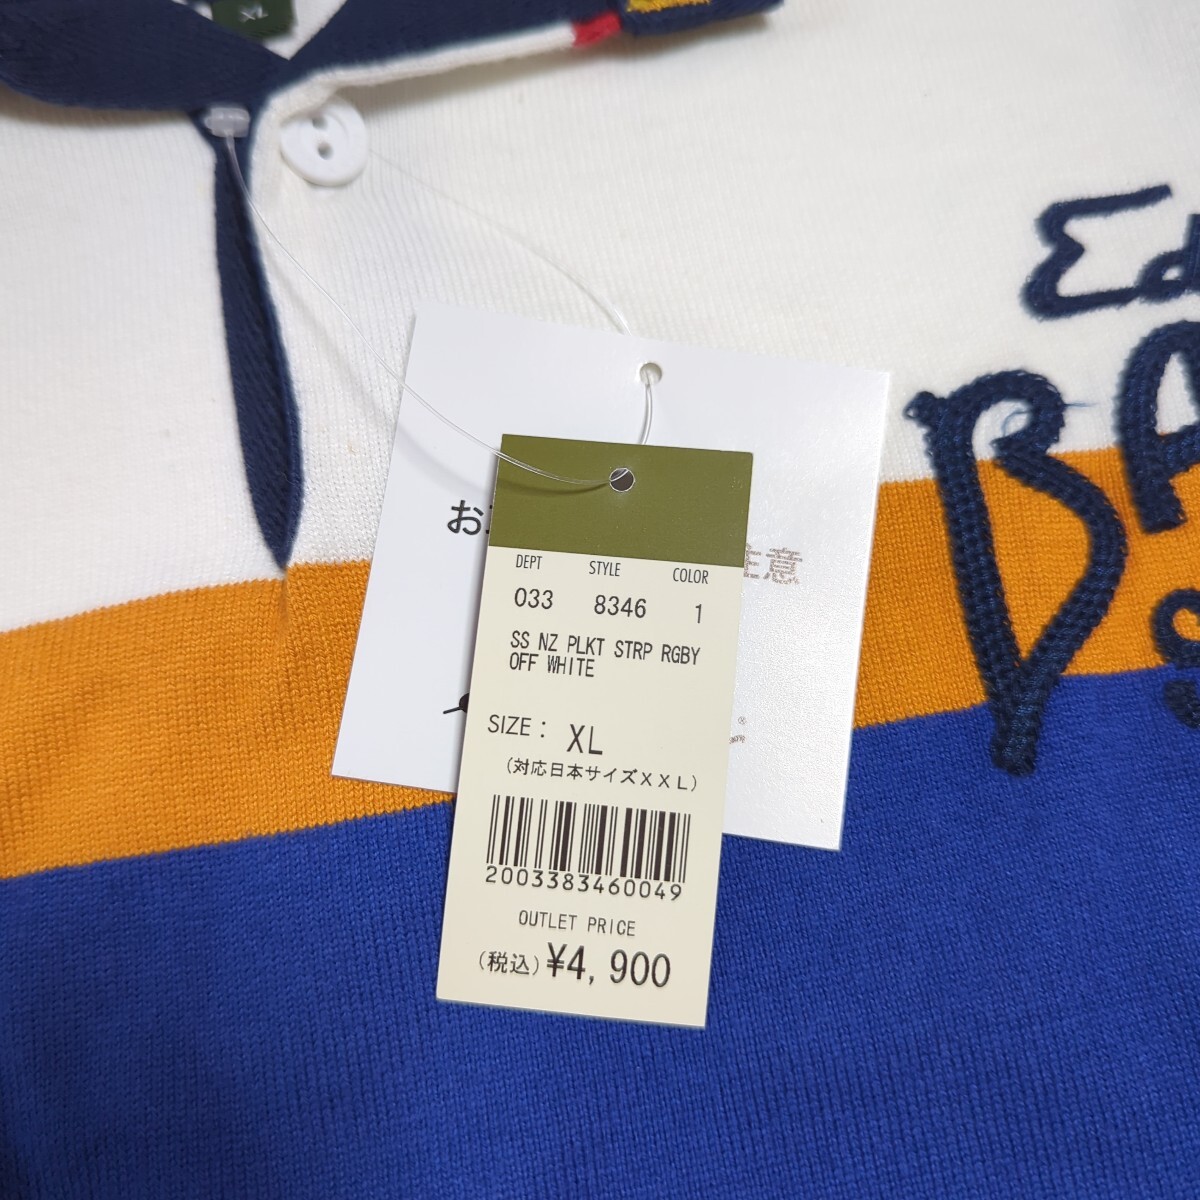 XL
Ed
BA
お
注意
DEPT STYLE COLOR
033 8346 1
SS NZ PLKT STRP RGBY
OFF WHITE
SIZE: XL
(対応日本サイズXXL)
2003383460049
OUTLET PRICE
(税込)¥4,900